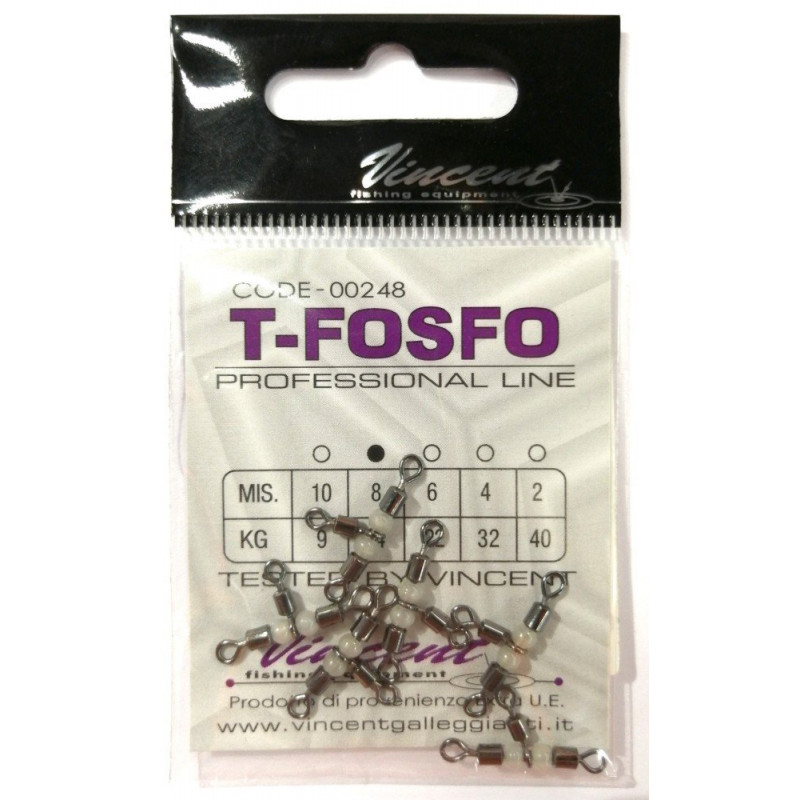 Vincent
fishing equipment
CODE-00248
T-FOSFO
PROFESSIONAL LINE
MIS. 10 8 6 4 2
KG 9 22 32 40
TESTED BY VINCENT
Vincent
fishing equipment
Prodotto di provenienza Extra U.E.
www.vincentgalleggianti.it